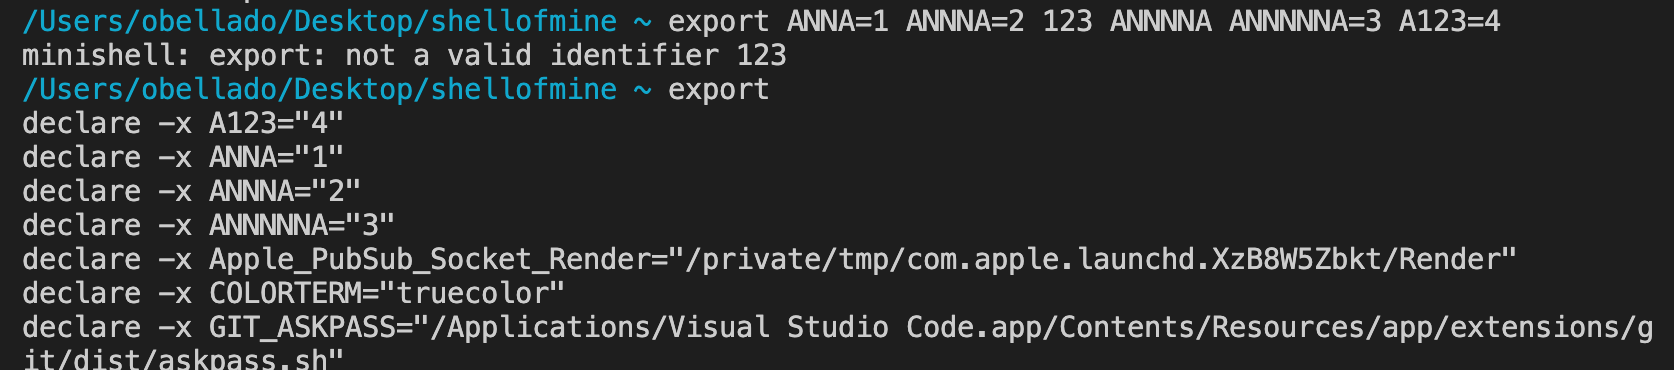 /Users/obellado/Desktop/shellofmine ~ export ANNA=1 ANNNA=2 123 ANNNNA ANNNNNA=3 A123=4
minishell: export: not a valid identifier 123
/Users/obellado/Desktop/shellofmine ~ export
declare -x A123="4"
declare -x ANNA="1"
declare -x ANNNA="2"
declare -x ANNNNNA="3"
declare -x Apple_PubSub_Socket_Render="/private/tmp/com.apple.launchd.XzB8W5Zbkt/Render"
declare -x COLORTERM="truecolor"
declare -x GIT_ASKPASS="/Applications/Visual Studio Code.app/Contents/Resources/app/extensions/g
it/dist/askpass.sh"